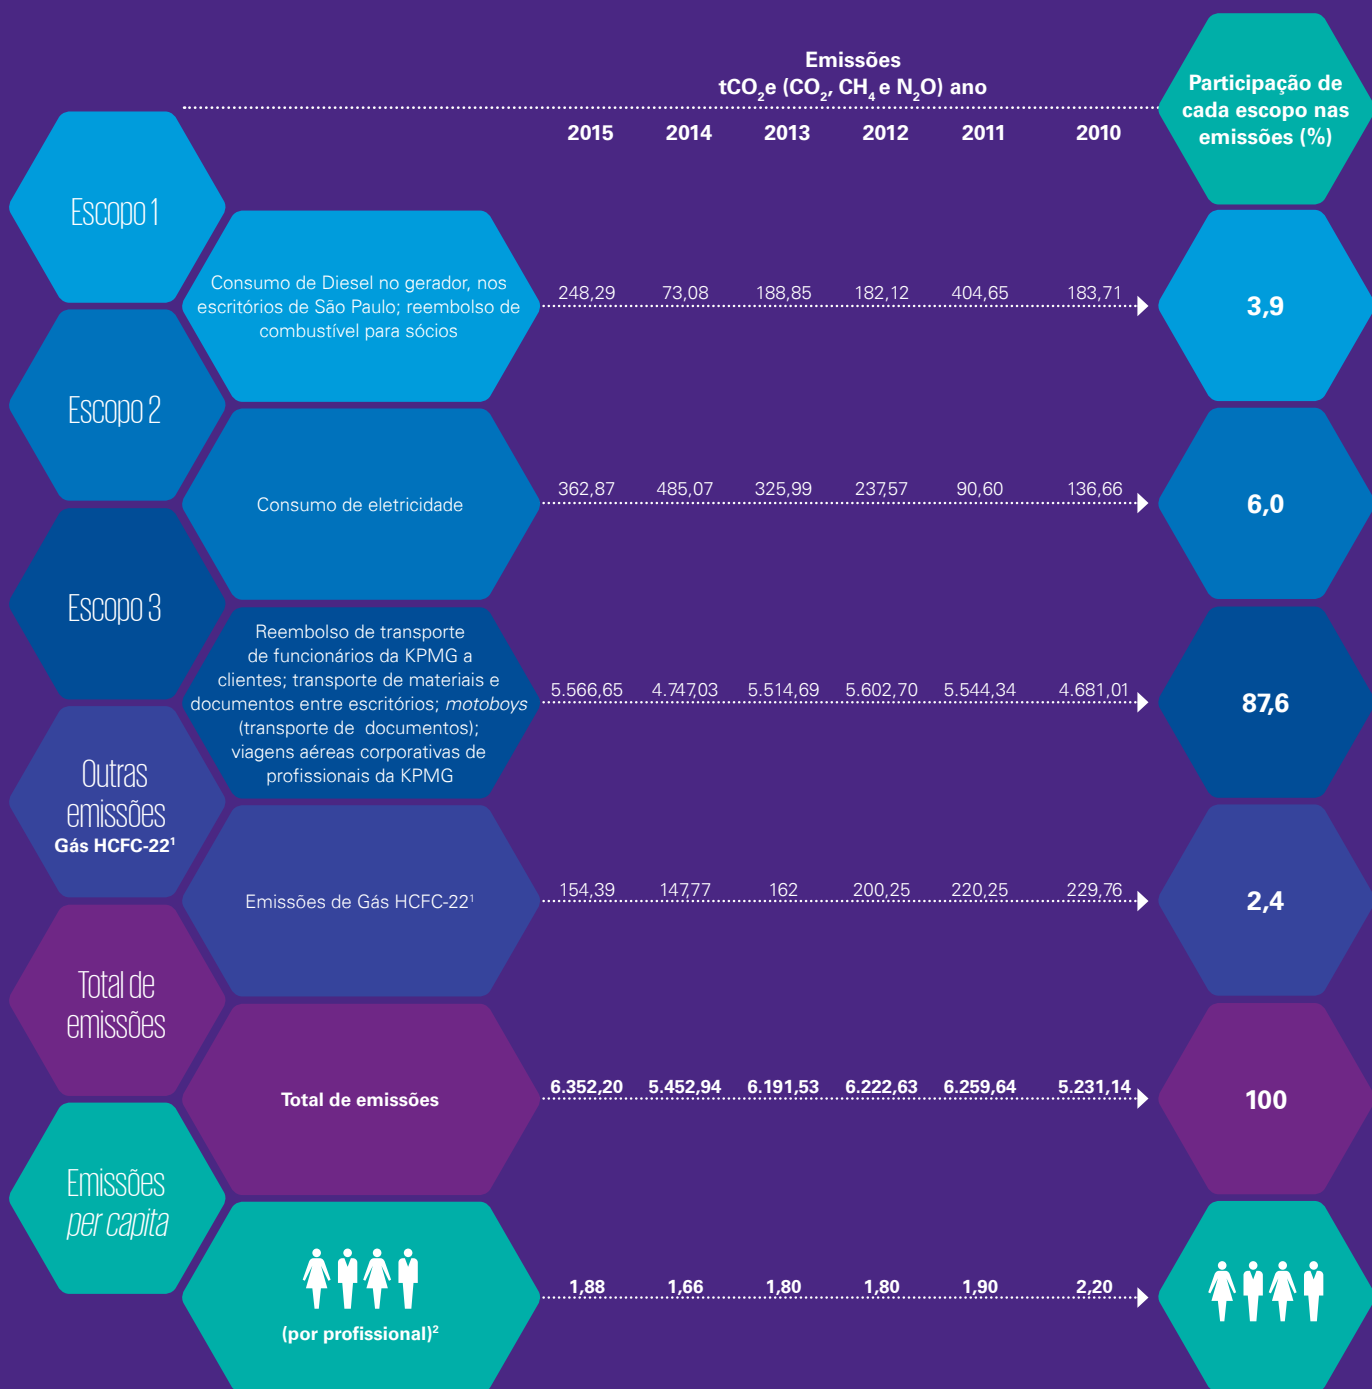 Emissões
tCO₂e (CO₂, CH₄ e N₂O) ano
2015 2014 2013 2012 2011 2010
Participação de
cada escopo nas
emissões (%)
Escopo 1
Consumo de Diesel no gerador, nos
escritórios de São Paulo; reembolso de
combustível para sócios
248,29 73,08 188,85 182,12 404,65 183,71
3,9
Escopo 2
Consumo de eletricidade
362,87 485,07 325,99 237,57 90,60 136,66
6,0
Escopo 3
Reembolso de transporte
de funcionários da KPMG a
clientes; transporte de materiais e
documentos entre escritórios; motoboys
(transporte de documentos);
viagens aéreas corporativas de
profissionais da KPMG
5.566,65 4.747,03 5.514,69 5.602,70 5.544,34 4.681,01
87,6
Outras
emissões
Gás HCFC-22¹
Emissões de Gás HCFC-22¹
154,39 147,77 162 200,25 220,25 229,76
2,4
Total de
emissões
Total de emissões
6.352,20 5.452,94 6.191,53 6.222,63 6.259,64 5.231,14
100
Emissões
per capita
(por profissional)²
1,88 1,66 1,80 1,80 1,90 2,20